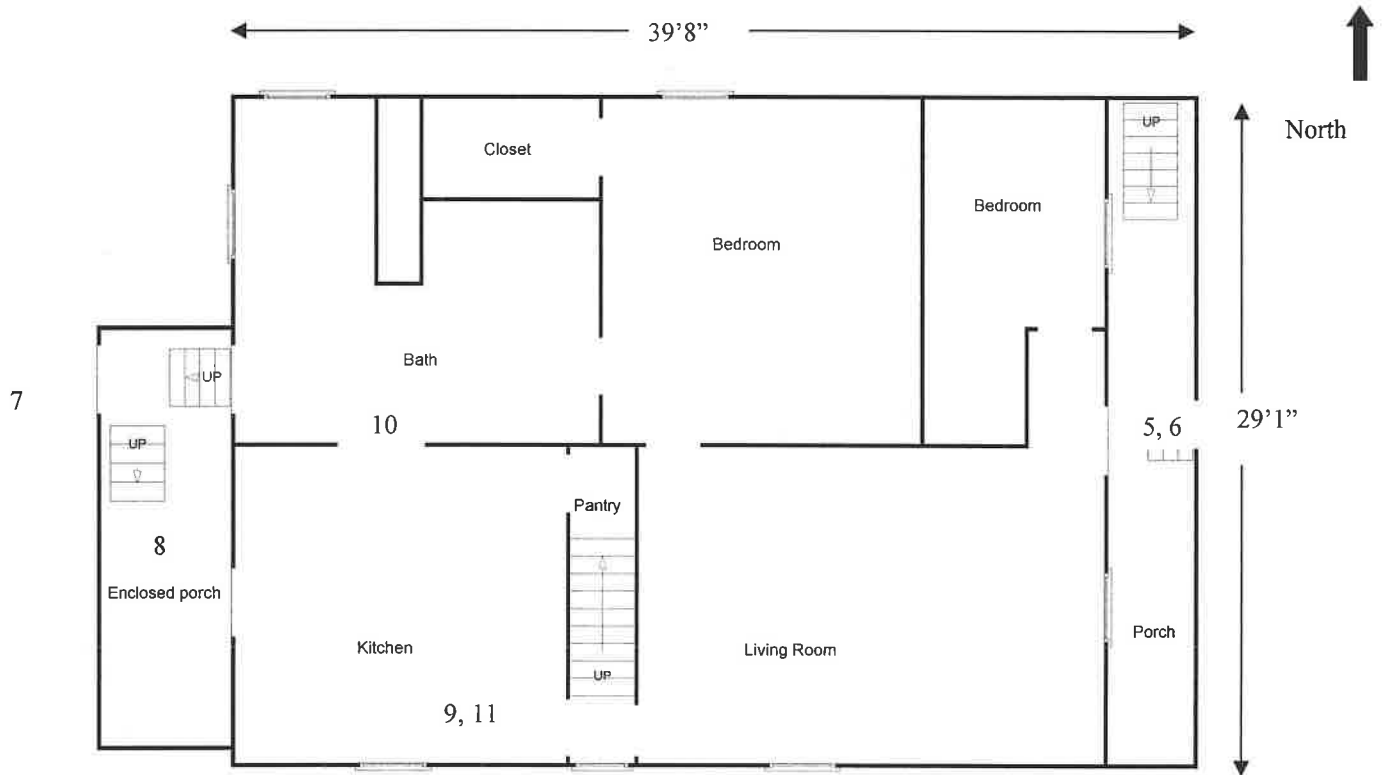 39'8”
North
UP
Closet
Bedroom
Bedroom
Bath
UP
7
10
5, 6
29'1”
UP
Pantry
8
Enclosed porch
Kitchen
Living Room
Porch
UP
9, 11